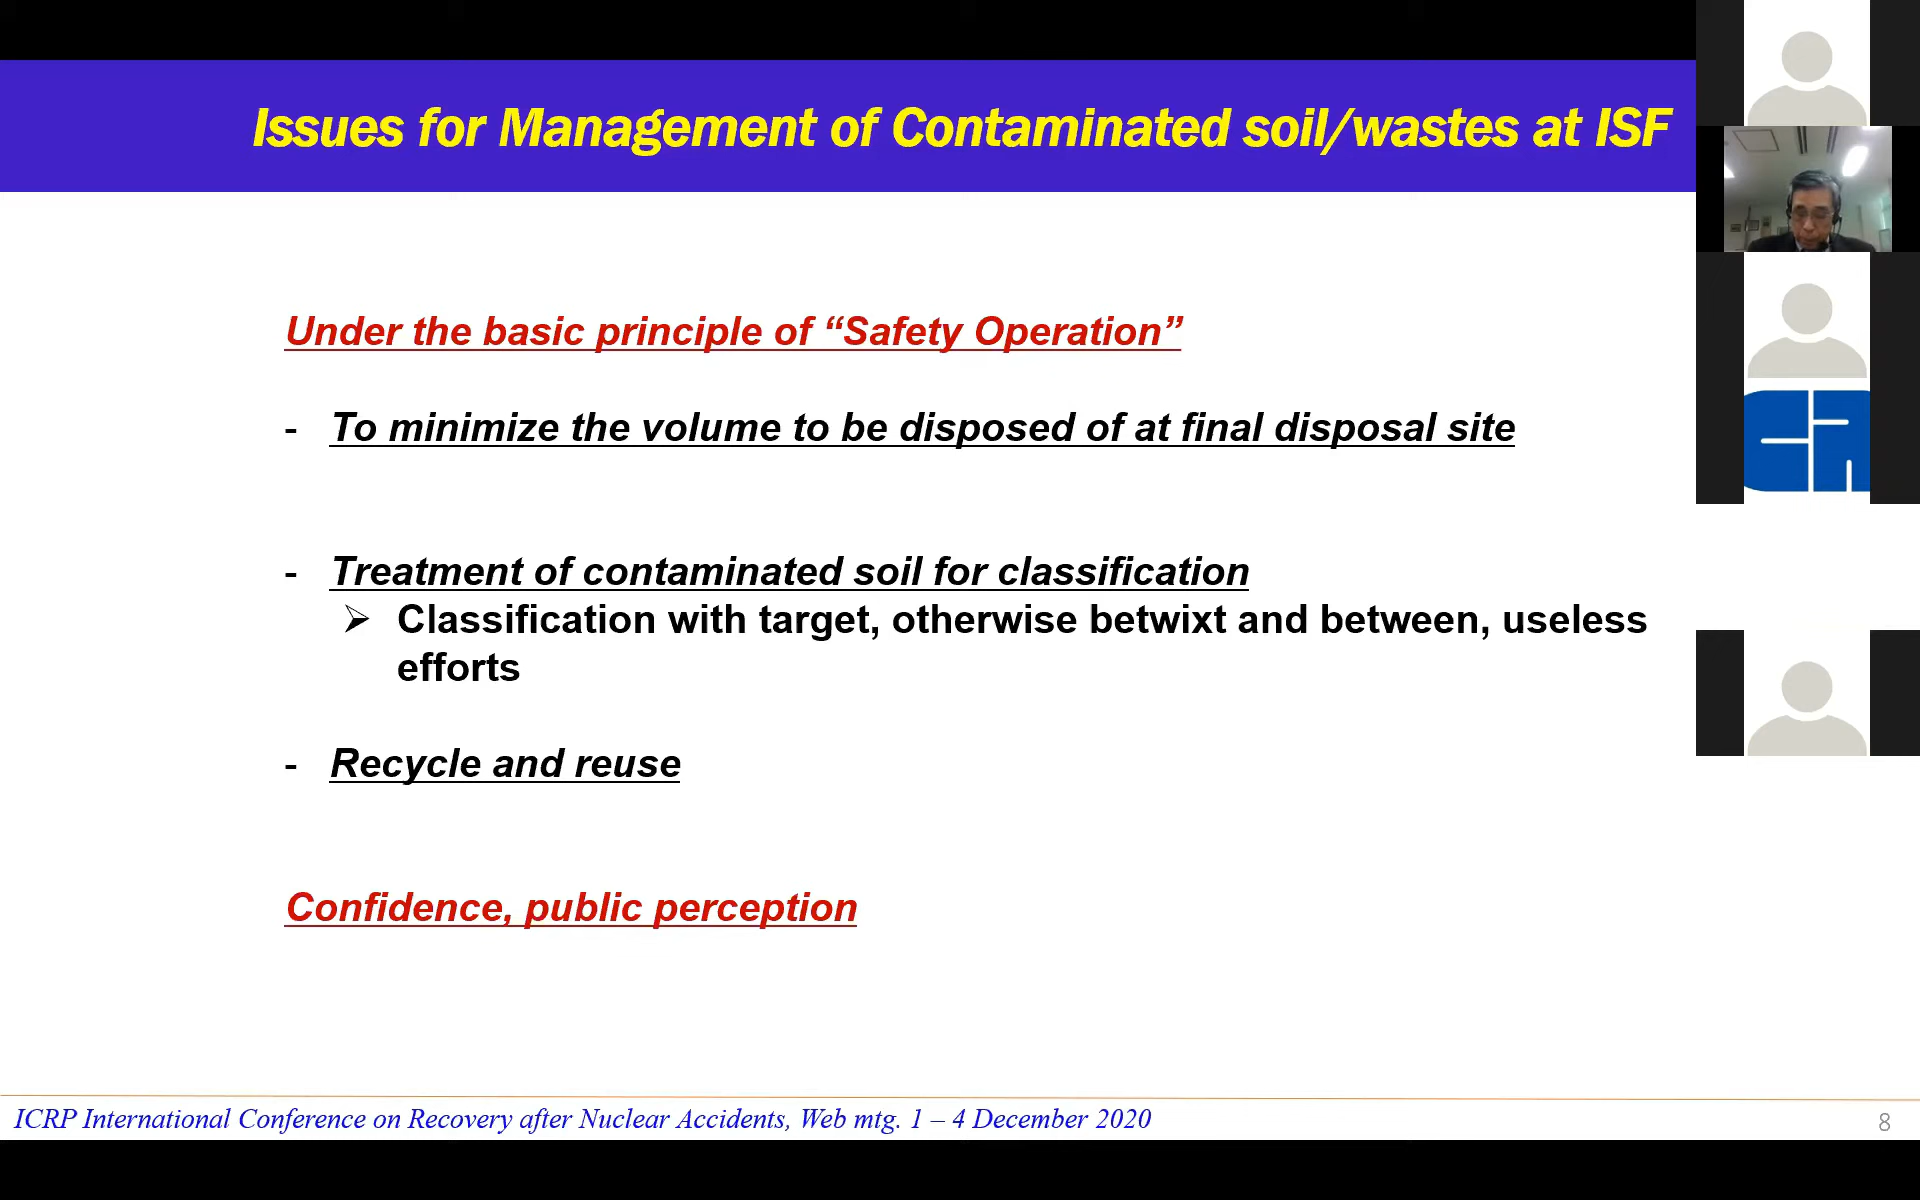 Issues for Management of Contaminated soil/wastes at ISF
Under the basic principle of “Safety Operation”
- To minimize the volume to be disposed of at final disposal site
- Treatment of contaminated soil for classification
➢ Classification with target, otherwise betwixt and between, useless
efforts
- Recycle and reuse
Confidence, public perception
ICRP International Conference on Recovery after Nuclear Accidents, Web mtg. 1 – 4 December 2020
8